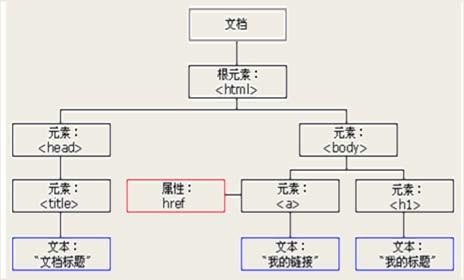 文档
根元素：
<html>
元素：
<head>
元素：
<body>
元素：
<title>
属性：
href
元素：
<a>
元素：
<h1>
文本：
“文档标题”
文本：
“我的链接”
文本：
“我的标题”